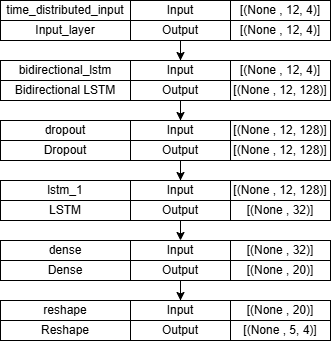 time_distributed_input Input [(None , 12, 4)]
Input_layer Output [(None , 12, 4)]
bidirectional_lstm Input [(None , 12, 4)]
Bidirectional LSTM Output [(None , 12, 128)]
dropout Input [(None , 12, 128)]
Dropout Output [(None , 12, 128)]
lstm_1 Input [(None , 12, 128)]
LSTM Output [(None , 32)]
dense Input [(None , 32)]
Dense Output [(None , 20)]
reshape Input [(None , 20)]
Reshape Output [(None , 5, 4)]